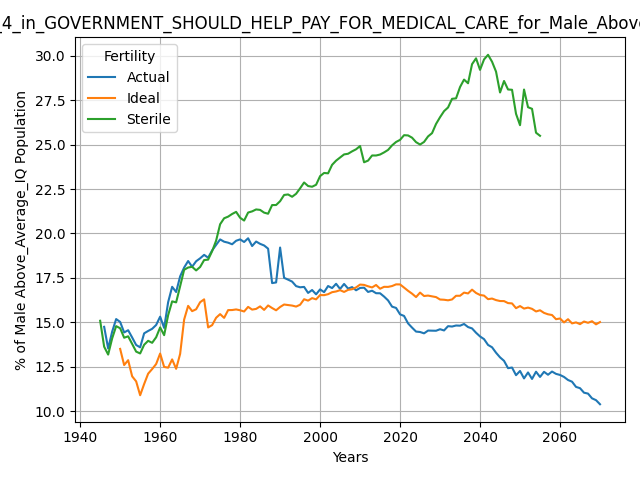 _4_in_GOVERNMENT_SHOULD_HELP_PAY_FOR_MEDICAL_CARE_for_Male_Above
% of Male Above_Average_IQ Population
Fertility
Actual
Ideal
Sterile
30.0
27.5
25.0
22.5
20.0
17.5
15.0
12.5
10.0
1940
1960
1980
2000
2020
2040
2060
Years